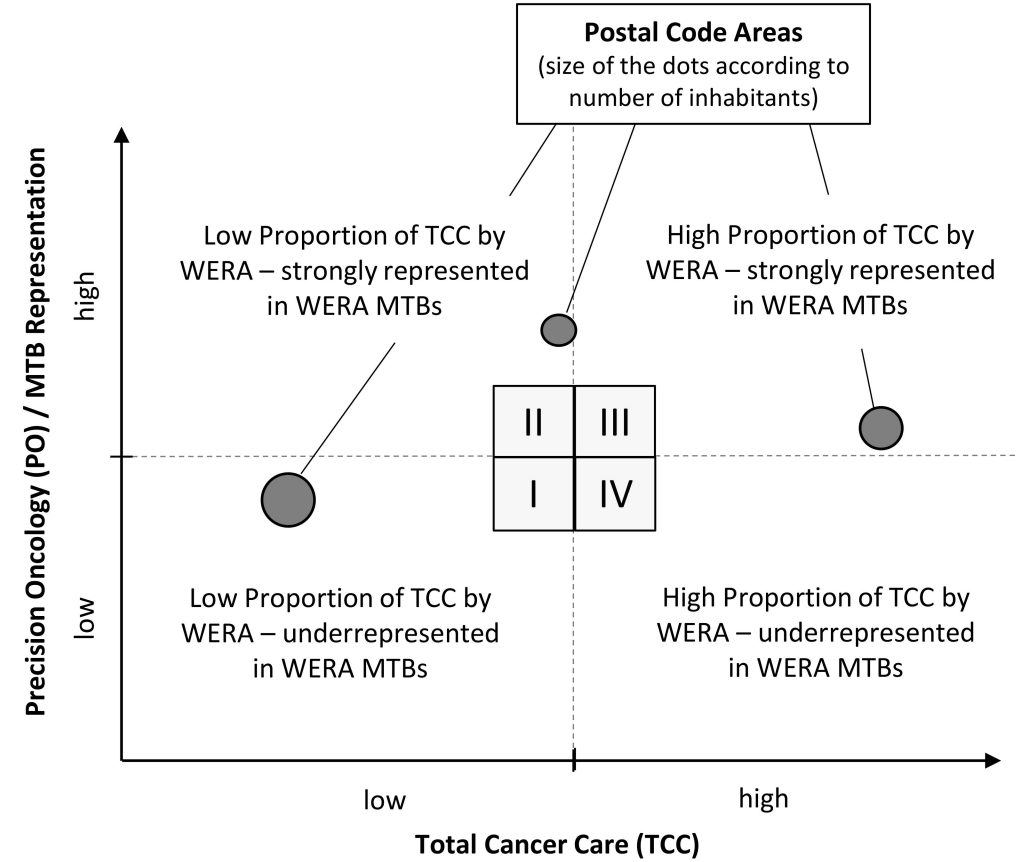 Postal Code Areas
(size of the dots according to
number of inhabitants)
Precision Oncology (PO) / MTB Representation
high
low
Low Proportion of TCC by
WERA – strongly represented
in WERA MTBs
High Proportion of TCC by
WERA – strongly represented
in WERA MTBs
II
III
I
IV
Low Proportion of TCC by
WERA – underrepresented
in WERA MTBs
High Proportion of TCC by
WERA – underrepresented
in WERA MTBs
low
high
Total Cancer Care (TCC)